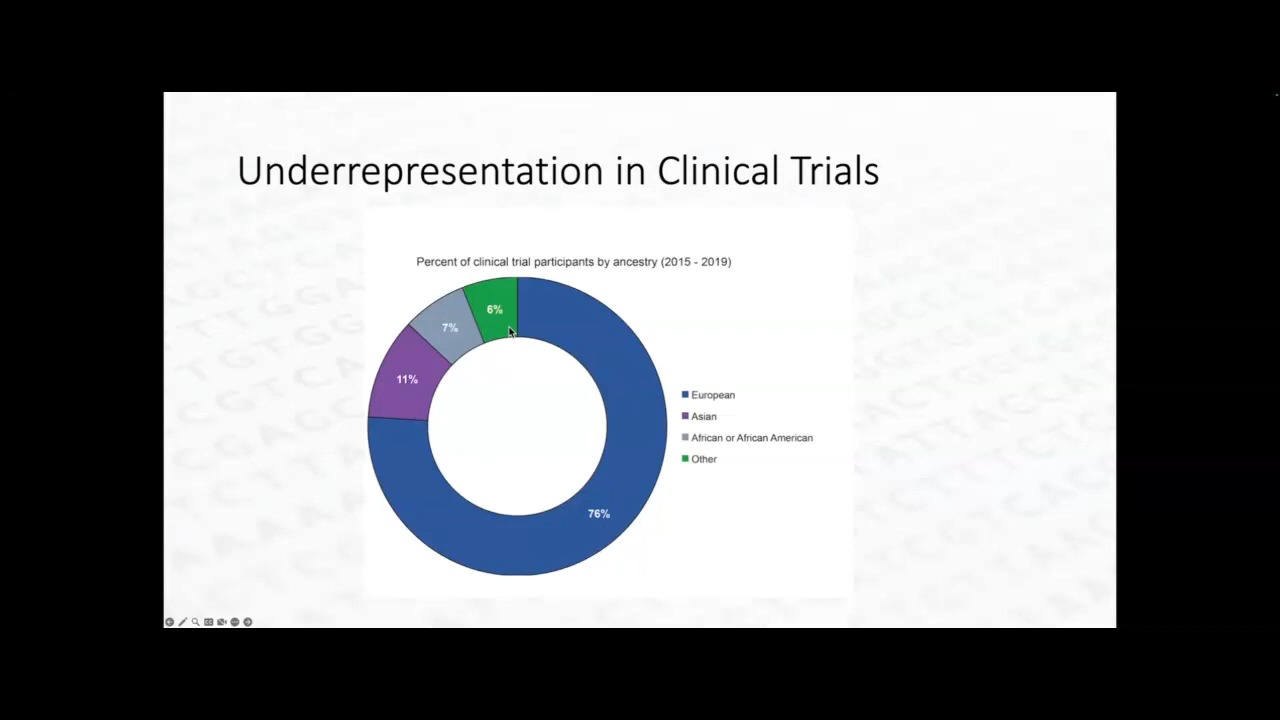 Underrepresentation in Clinical Trials
Percent of clinical trial participants by ancestry (2015 - 2019)
6%
7%
11%
76%
European
Asian
African or African American
Other